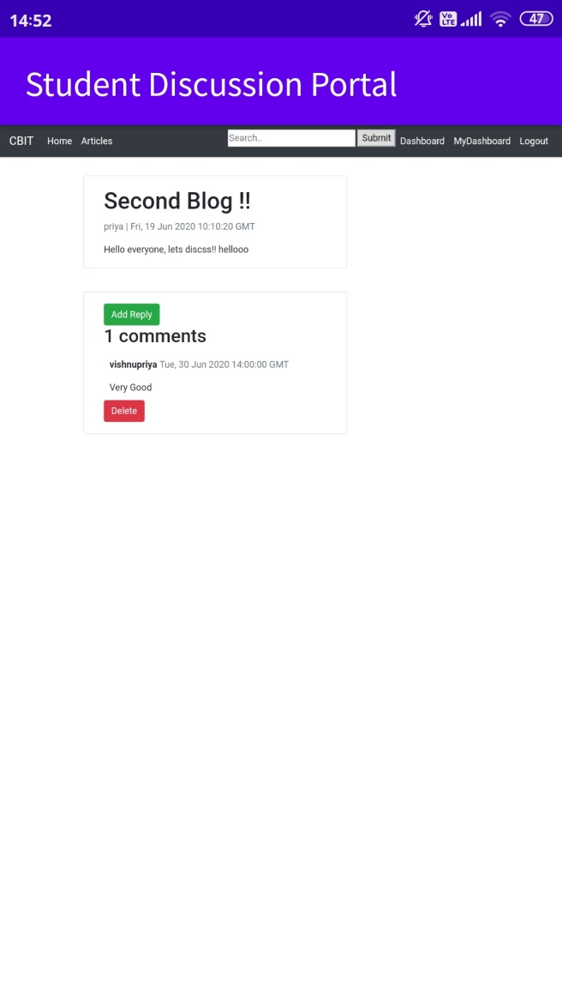 14:52 Vo LTE 47
Student Discussion Portal
CBIT Home Articles Search.. Submit Dashboard MyDashboard Logout
Second Blog !!
priya | Fri, 19 Jun 2020 10:10:20 GMT
Hello everyone, lets discss!! hellooo
Add Reply
1 comments
vishnupriya Tue, 30 Jun 2020 14:00:00 GMT
Very Good
Delete